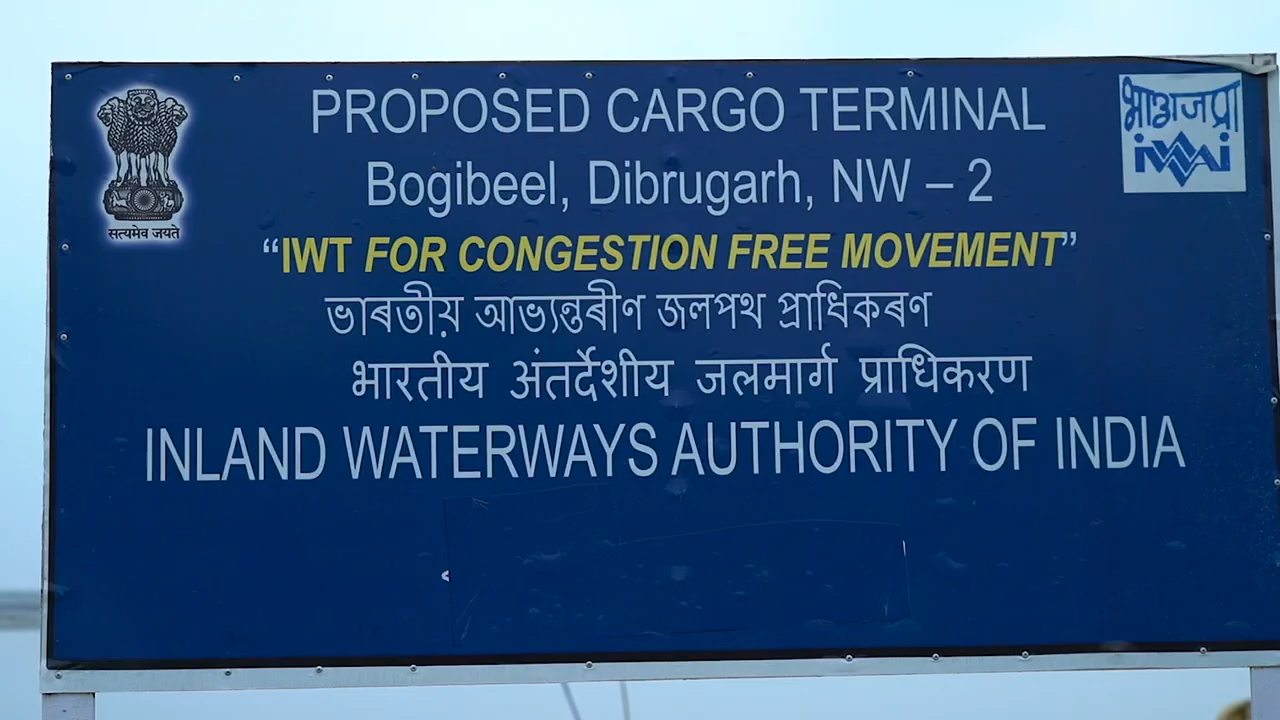 PROPOSED CARGO TERMINAL
Bogibeel, Dibrugarh, NW – 2
“IWT FOR CONGESTION FREE MOVEMENT”
ভাৰতীয় আভ্যন্তৰীণ জলপথ প্ৰাধিকৰণ
भारतीय अंतर्देशीय जलमार्ग प्राधिकरण
INLAND WATERWAYS AUTHORITY OF INDIA
सत्यमेव जयते
भाअजप्रा
IWAI